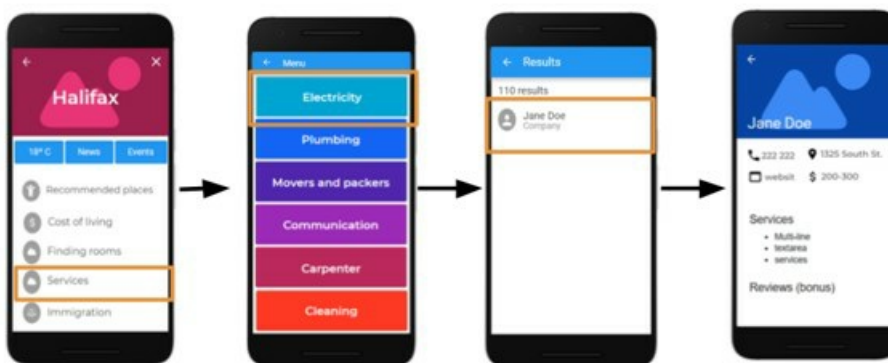 Halifax
18° C News Events
Recommended places
Cost of living
Finding rooms
Services
Immigration
Menu
Electricity
Plumbing
Movers and packers
Communication
Carpenter
Cleaning
Results
110 results
Jane Doe
Company
Jane Doe
222 222 1325 South St.
websit $ 200-300
Services
• Multi-line
• textarea
• services
Reviews (bonus)